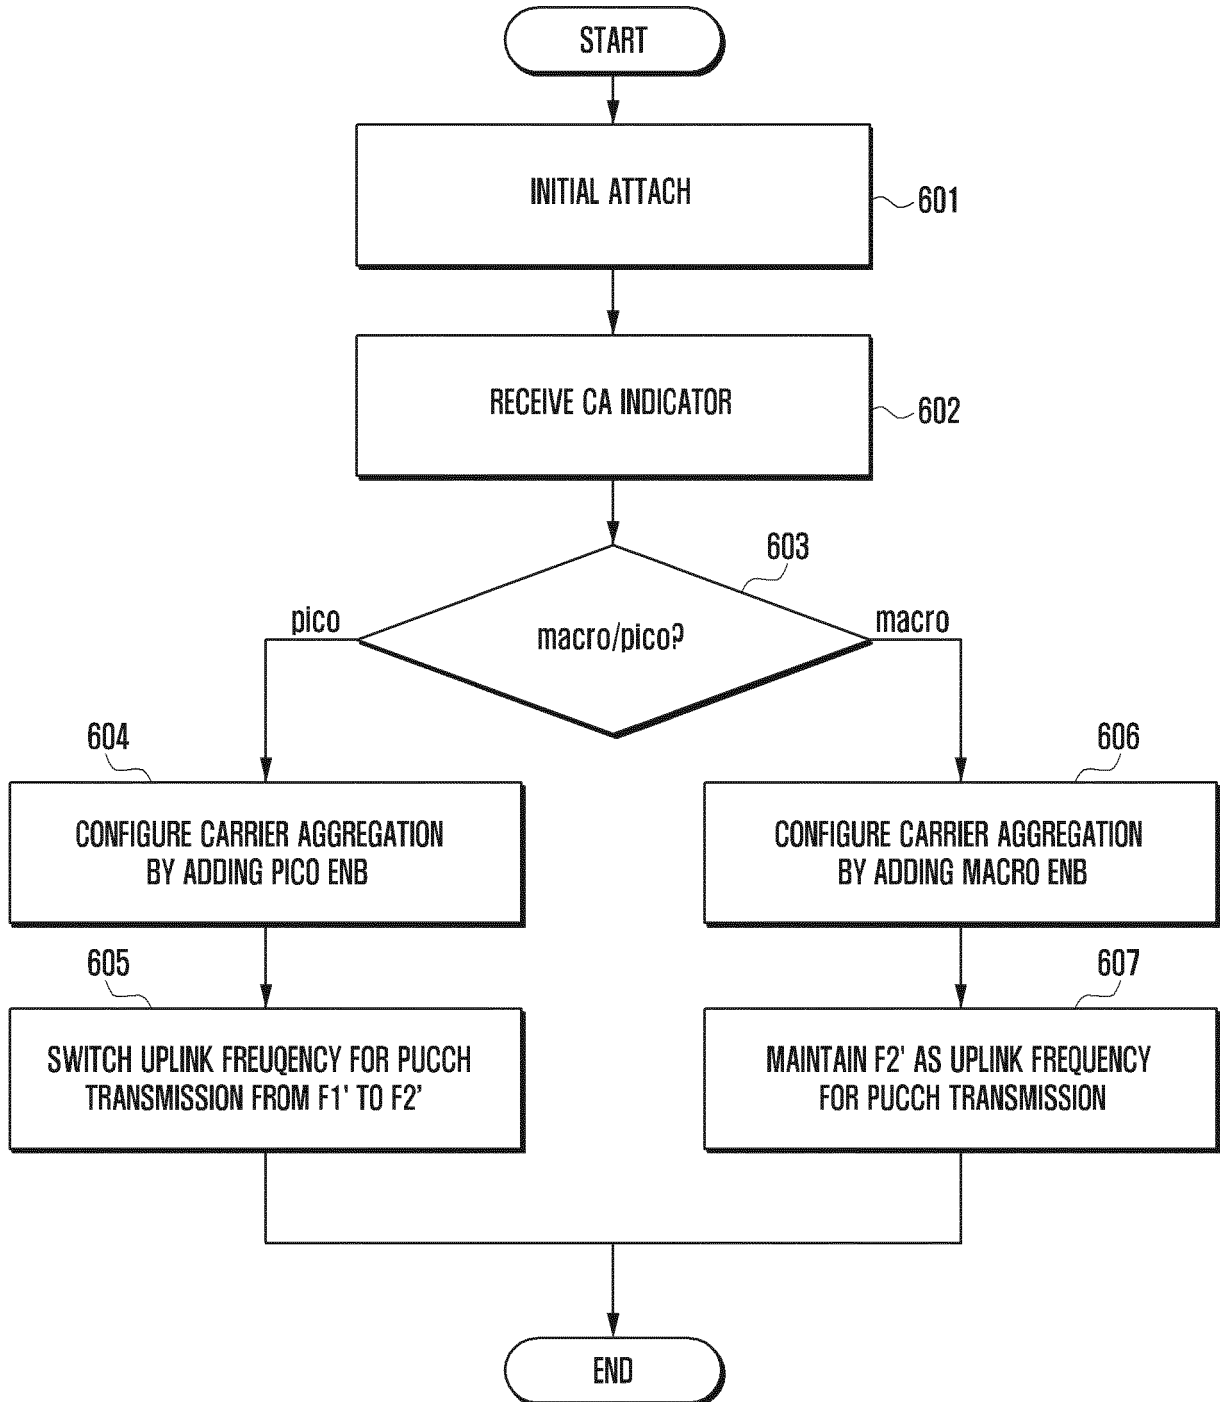 START
INITIAL ATTACH
601
RECEIVE CA INDICATOR
602
603
macro/pico?
pico
macro
604
CONFIGURE CARRIER AGGREGATION
BY ADDING PICO ENB
606
CONFIGURE CARRIER AGGREGATION
BY ADDING MACRO ENB
605
SWITCH UPLINK FREUQENCY FOR PUCCH
TRANSMISSION FROM F1' TO F2'
607
MAINTAIN F2' AS UPLINK FREQUENCY
FOR PUCCH TRANSMISSION
END